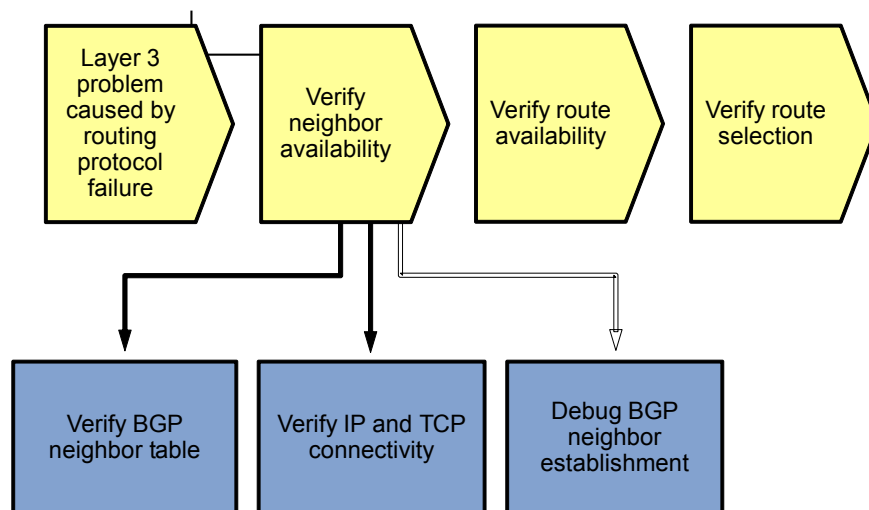 Layer 3
problem
caused by
routing
protocol
failure
Verify
neighbor
availability
Verify route
availability
Verify route
selection
Verify BGP
neighbor table
Verify IP and TCP
connectivity
Debug BGP
neighbor
establishment